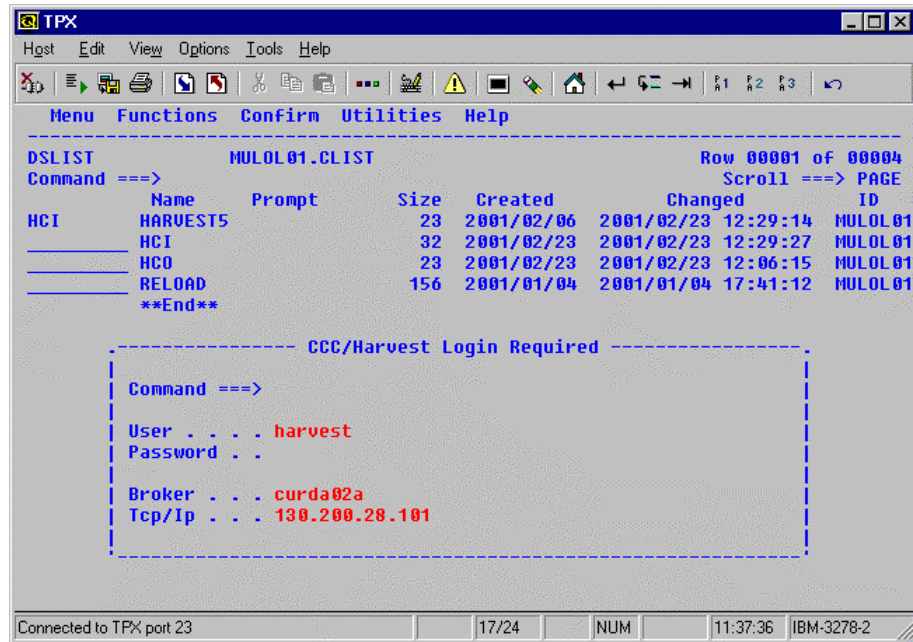 TPX
Host Edit View Options Tools Help
Menu Functions Confirm Utilities Help
DSLIST MULOL01.CLIST Row 00001 of 00004
Command ===> Scroll ===> PAGE
Name Prompt Size Created Changed ID
HCI HARVEST5 23 2001/02/06 2001/02/23 12:29:14 MULOL01
HCI 32 2001/02/23 2001/02/23 12:29:27 MULOL01
HCO 23 2001/02/23 2001/02/23 12:06:15 MULOL01
RELOAD 156 2001/01/04 2001/01/04 17:41:12 MULOL01
**End**
CCC/Harvest Login Required
Command ===>
User . . . . harvest
Password . .
Broker . . . curda02a
Tcp/Ip . . . 130.200.28.101
Connected to TPX port 23 17/24 NUM 11:37:36 IBM-3278-2